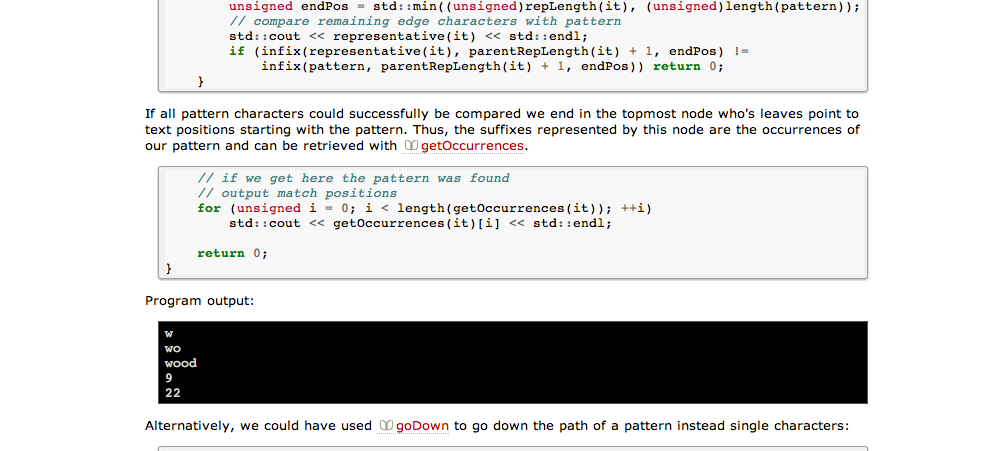 unsigned endPos = std::min((unsigned)repLength(it), (unsigned)length(pattern));
// compare remaining edge characters with pattern
std::cout << representative(it) << std::endl;
if (infix(representative(it), parentRepLength(it) + 1, endPos) !=
infix(pattern, parentRepLength(it) + 1, endPos)) return 0;
}
If all pattern characters could successfully be compared we end in the topmost node who's leaves point to
text positions starting with the pattern. Thus, the suffixes represented by this node are the occurrences of
our pattern and can be retrieved with getOccurrences.
// if we get here the pattern was found
// output match positions
for (unsigned i = 0; i < length(getOccurrences(it)); ++i)
std::cout << getOccurrences(it)[i] << std::endl;
return 0;
}
Program output:
w
wo
wood
9
22
Alternatively, we could have used goDown to go down the path of a pattern instead single characters: